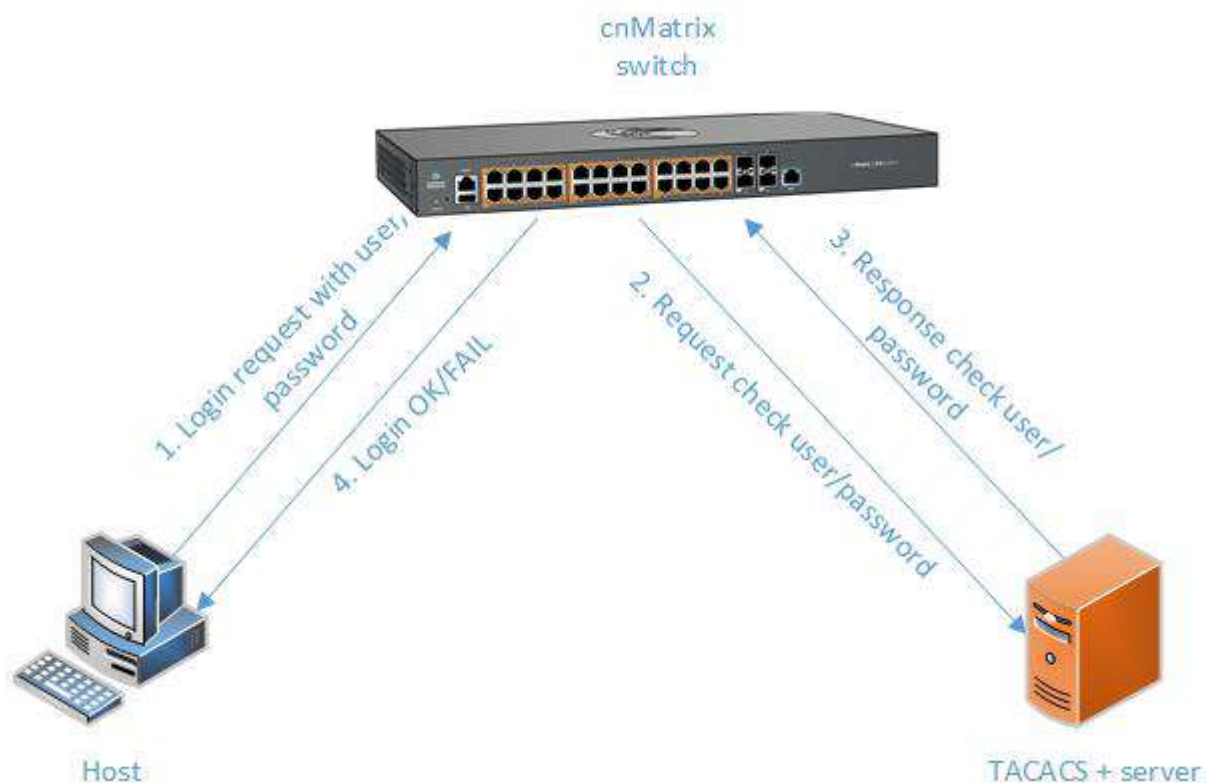 cnMatrix
switch
1. Login request with user,
password
4. Login OK/FAIL
2. Request check user/password
3. Response check user/
password
Host
TACACS + server